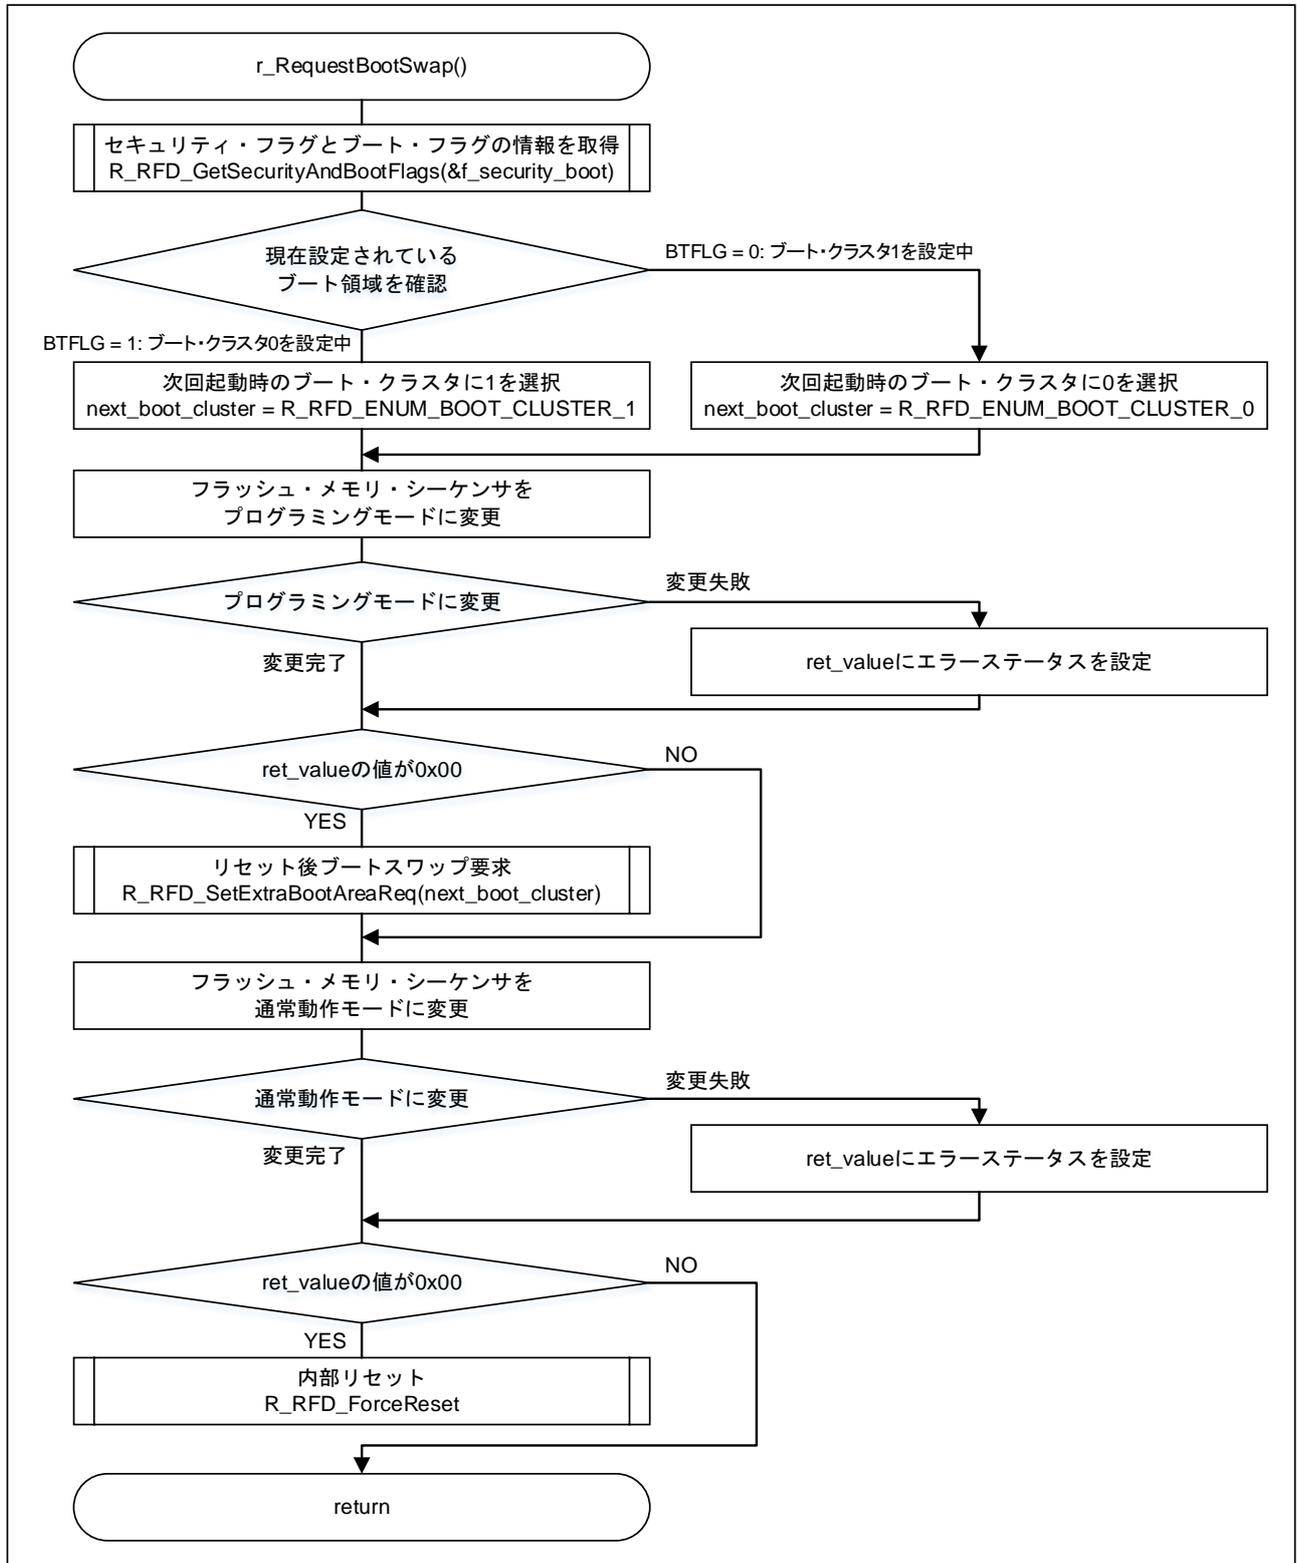 r_RequestBootSwap()
セキュリティ・フラグとブート・フラグの情報を取得
R_RFD_GetSecurityAndBootFlags(&f_security_boot)
現在設定されている
ブート領域を確認
BTFLG = 0: ブート・クラスタ1を設定中
BTFLG = 1: ブート・クラスタ0を設定中
次回起動時のブート・クラスタに1を選択
next_boot_cluster = R_RFD_ENUM_BOOT_CLUSTER_1
次回起動時のブート・クラスタに0を選択
next_boot_cluster = R_RFD_ENUM_BOOT_CLUSTER_0
フラッシュ・メモリ・シーケンサを
プログラミングモードに変更
プログラミングモードに変更
変更失敗
変更完了
ret_valueにエラーステータスを設定
ret_valueの値が0x00
NO
YES
リセット後ブートスワップ要求
R_RFD_SetExtraBootAreaReq(next_boot_cluster)
フラッシュ・メモリ・シーケンサを
通常動作モードに変更
通常動作モードに変更
変更失敗
変更完了
ret_valueにエラーステータスを設定
ret_valueの値が0x00
NO
YES
内部リセット
R_RFD_ForceReset
return